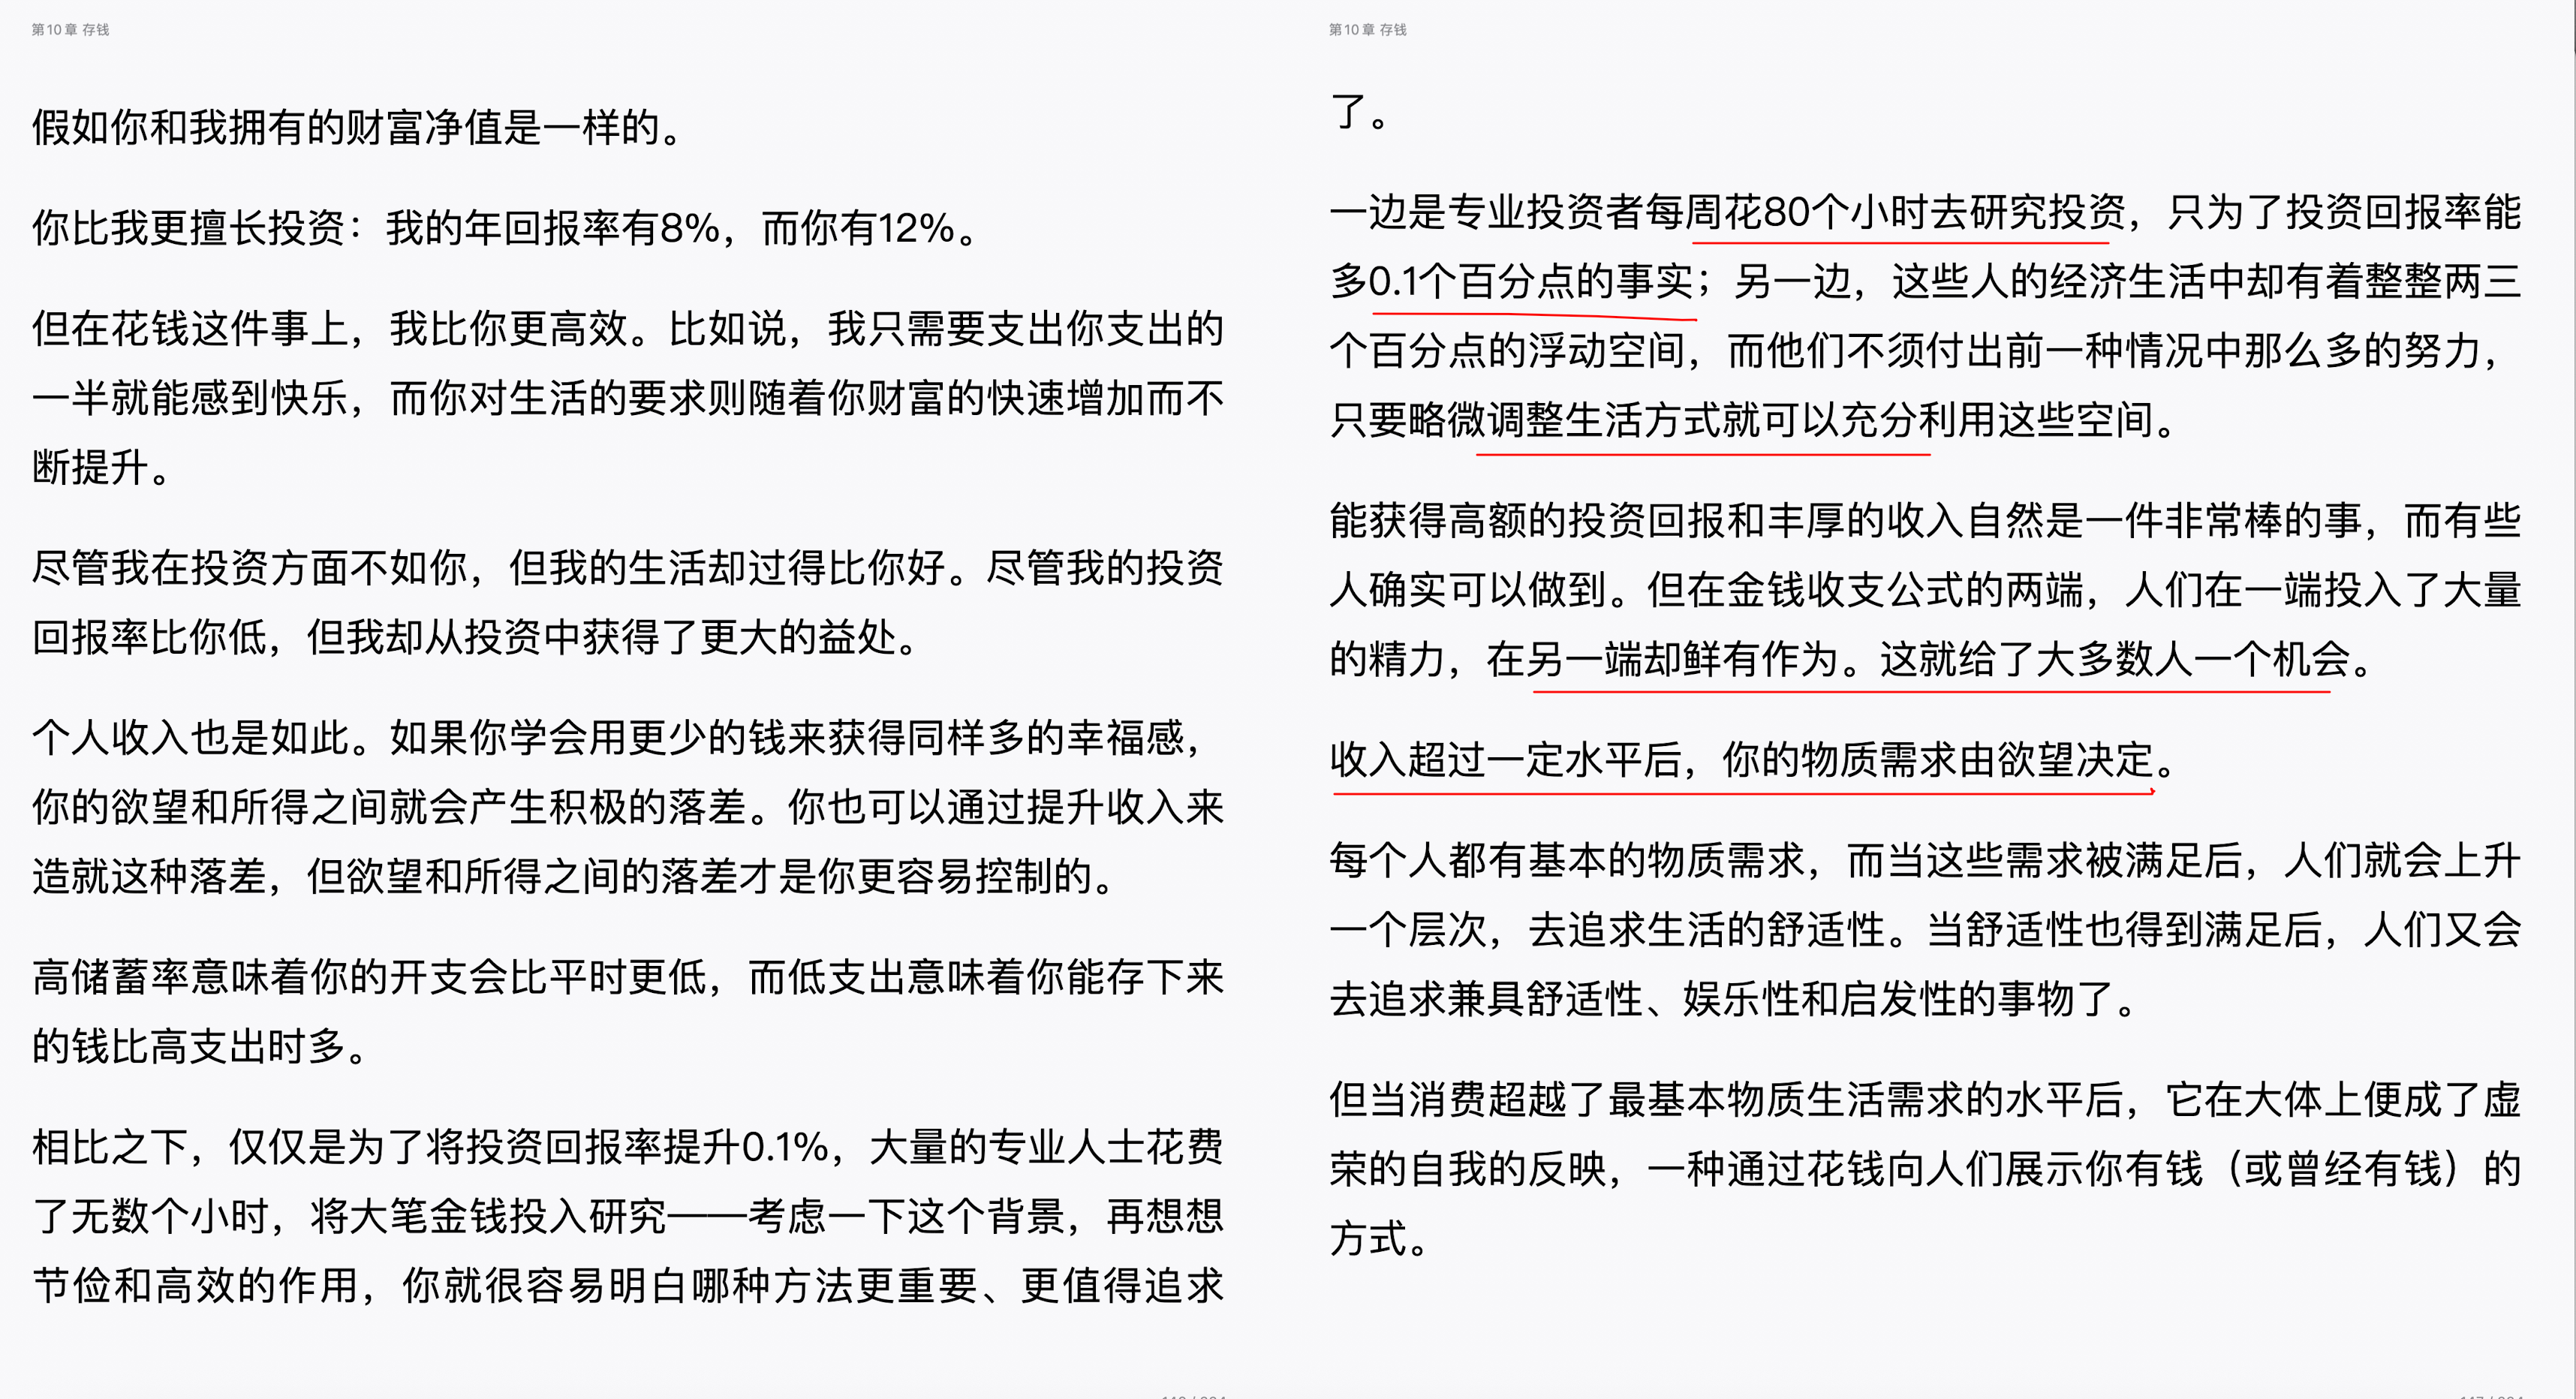 第10章 存钱
假如你和我拥有的财富净值是一样的。
你比我更擅长投资：我的年回报率有8%，而你有12%。
但在花钱这件事上，我比你更高效。比如说，我只需要支出你支出的
一半就能感到快乐，而你对生活的要求则随着你财富的快速增加而不
断提升。
尽管我在投资方面不如你，但我的生活却过得比你好。尽管我的投资
回报率比你低，但我却从投资中获得了更大的益处。
个人收入也是如此。如果你学会用更少的钱来获得同样多的幸福感，
你的欲望和所得之间就会产生积极的落差。你也可以通过提升收入来
造就这种落差，但欲望和所得之间的落差才是你更容易控制的。
高储蓄率意味着你的开支会比平时更低，而低支出意味着你能存下来
的钱比高支出时多。
相比之下，仅仅是为了将投资回报率提升0.1%，大量的专业人士花费
了无数个小时，将大笔金钱投入研究——考虑一下这个背景，再想想
节俭和高效的作用，你就很容易明白哪种方法更重要、更值得追求
第10章 存钱
了。
一边是专业投资者每周花80个小时去研究投资，只为了投资回报率能
多0.1个百分点的事实；另一边，这些人的经济生活中却有着整整两三
个百分点的浮动空间，而他们不须付出前一种情况中那么多的努力，
只要略微调整生活方式就可以充分利用这些空间。
能获得高额的投资回报和丰厚的收入自然是一件非常棒的事，而有些
人确实可以做到。但在金钱收支公式的两端，人们在一端投入了大量
的精力，在另一端却鲜有作为。这就给了大多数人一个机会。
收入超过一定水平后，你的物质需求由欲望决定。
每个人都有基本的物质需求，而当这些需求被满足后，人们就会上升
一个层次，去追求生活的舒适性。当舒适性也得到满足后，人们又会
去追求兼具舒适性、娱乐性和启发性的事物了。
但当消费超越了最基本物质生活需求的水平后，它在大体上便成了虚
荣的自我的反映，一种通过花钱向人们展示你有钱（或曾经有钱）的
方式。